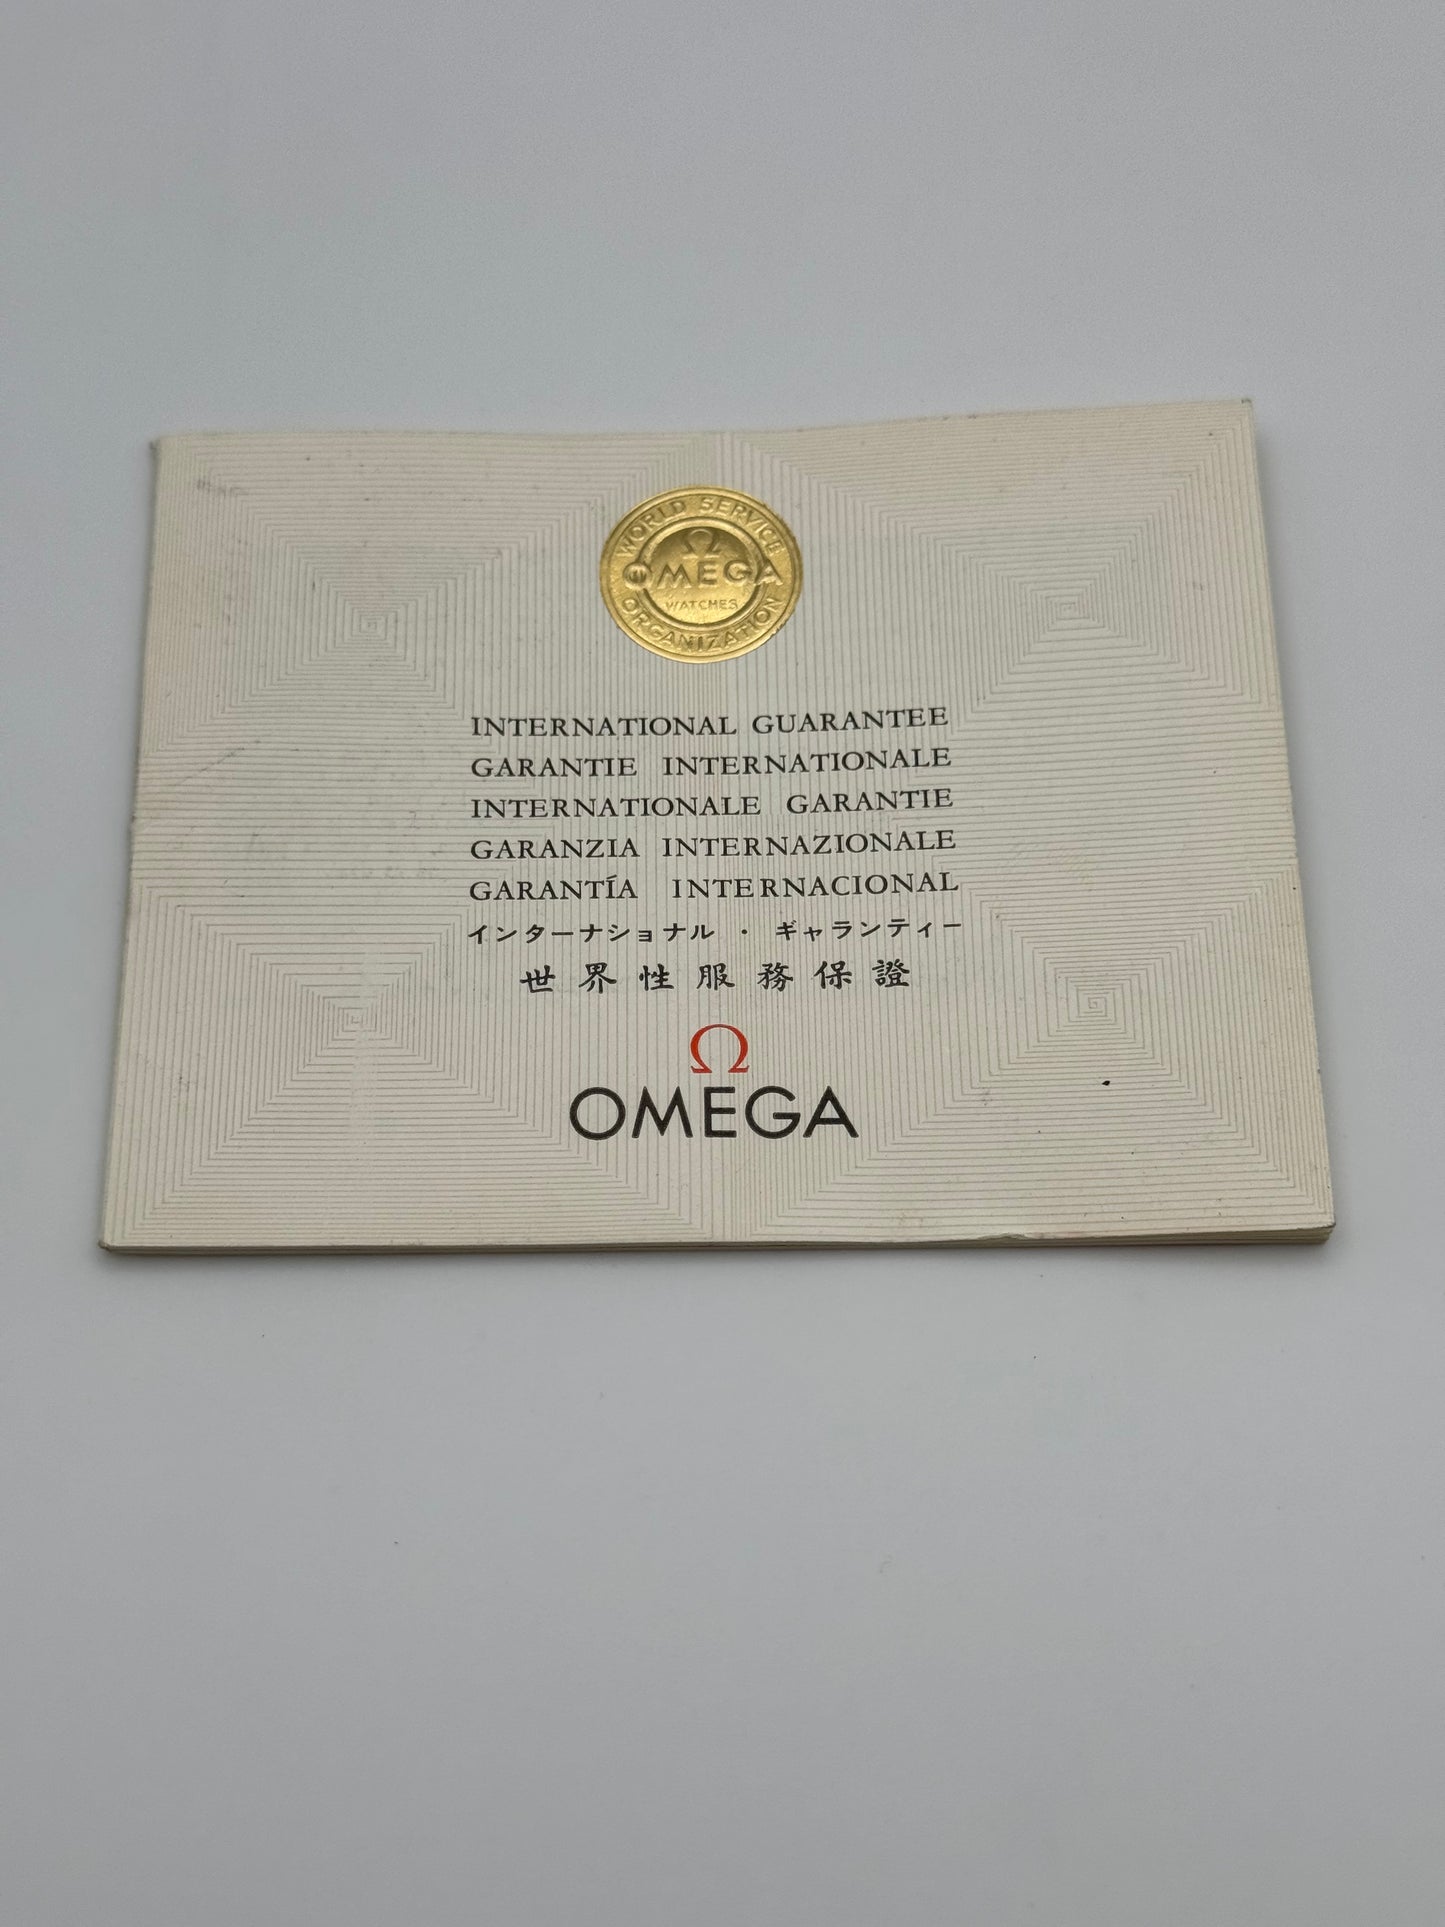 WORLD SERVICE
Ω
OMEGA
WATCHES
ORGANIZATION
INTERNATIONAL GUARANTEE
GARANTIE INTERNATIONALE
INTERNATIONALE GARANTIE
GARANZIA INTERNAZIONALE
GARANTÍA INTERNACIONAL
インターナショナル・ギャランティー
世界性服務保證
Ω
OMEGA